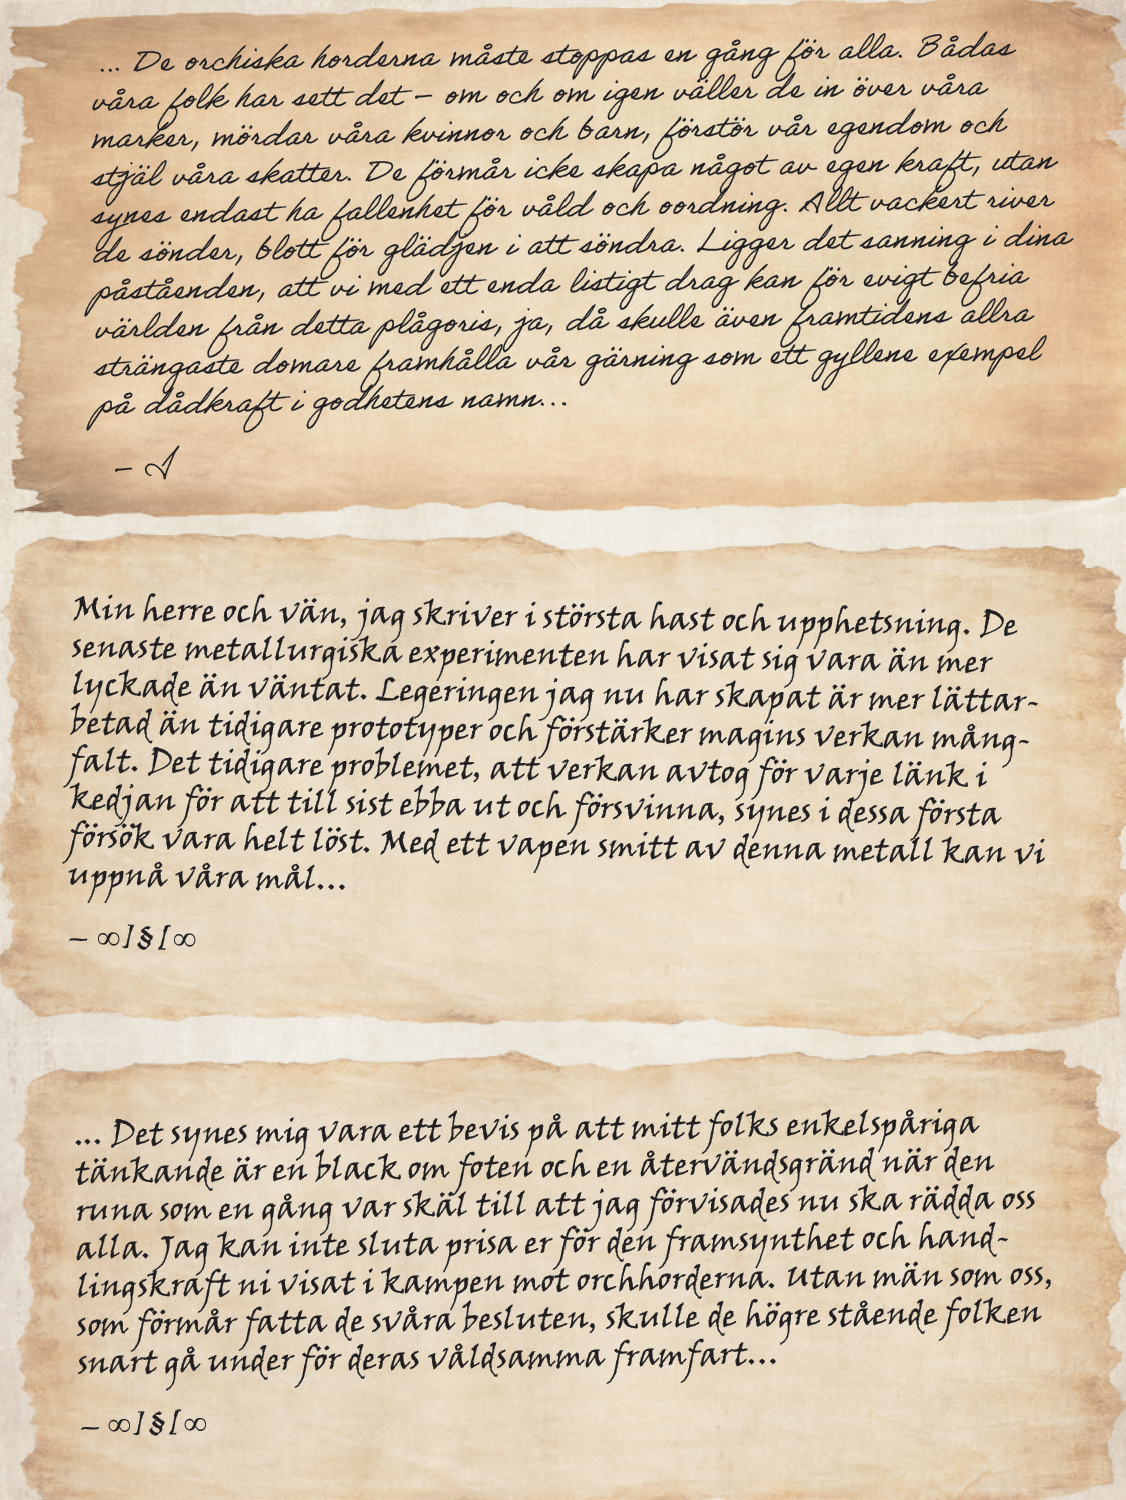 ... De orchiska horderna måste stoppas en gång för alla. Bådas
våra folk har sett det – om och om igen väller de in över våra
marker, mördar våra kvinnor och barn, förstör vår egendom och
stjäl våra skatter. De förmår icke skapa något av egen kraft, utan
synes endast ha fallenhet för våld och oordning. Allt vackert river
de sönder, blott för glädjen i att söndra. Ligger det sanning i dina
påståenden, att vi med ett enda listigt drag kan för evigt befria
världen från detta plågoris, ja, då skulle även framtidens allra
strängaste domare framhålla vår gärning som ett gyllene exempel
på dådkraft i godhetens namn...
– A
Min herre och vän, jag skriver i största hast och upphetsning. De
senaste metallurgiska experimenten har visat sig vara än mer
lyckade än väntat. Legeringen jag nu har skapat är mer lättar-
betad än tidigare prototyper och förstärker magins verkan mång-
falt. Det tidigare problemet, att verkan avtog för varje länk i
kedjan för att till sist ebba ut och försvinna, synes i dessa första
försök vara helt löst. Med ett vapen smitt av denna metall kan vi
uppnå våra mål...
– ∞]§[∞
... Det synes mig vara ett bevis på att mitt folks enkelspåriga
tänkande är en black om foten och en återvändsgränd när den
runa som en gång var skäl till att jag förvisades nu ska rädda oss
alla. Jag kan inte sluta prisa er för den framsynthet och hand-
lingskraft ni visat i kampen mot orchhorderna. Utan män som oss,
som förmår fatta de svåra besluten, skulle de högre stående folken
snart gå under för deras våldsamma framfart...
– ∞]§[∞